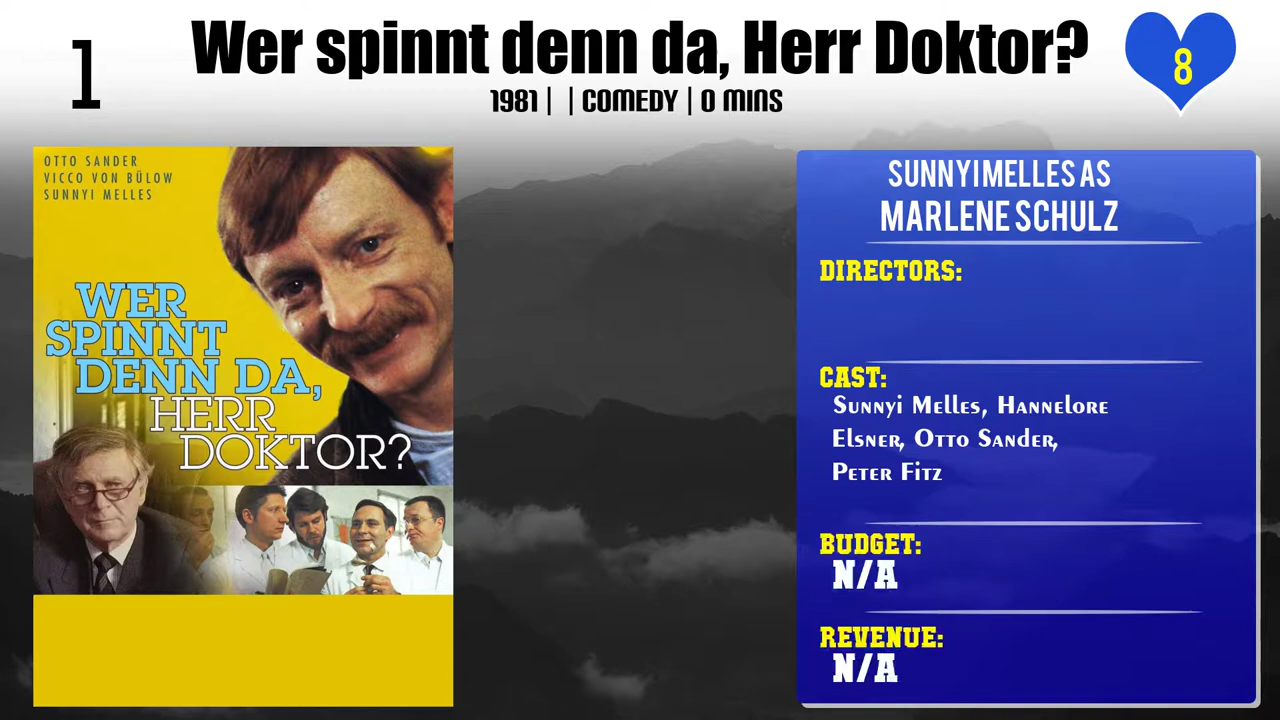 1
Wer spinnt denn da, Herr Doktor?
1981 | | COMEDY | 0 MINS
8
OTTO SANDER
VICCO VON BÜLOW
SUNNYI MELLES
WER
SPINNT
DENN DA,
HERR
DOKTOR?
SUNNYI MELLES AS
MARLENE SCHULZ
DIRECTORS:
CAST:
Sunnyi Melles, Hannelore
Elsner, Otto Sander,
Peter Fitz
BUDGET:
N/A
REVENUE:
N/A